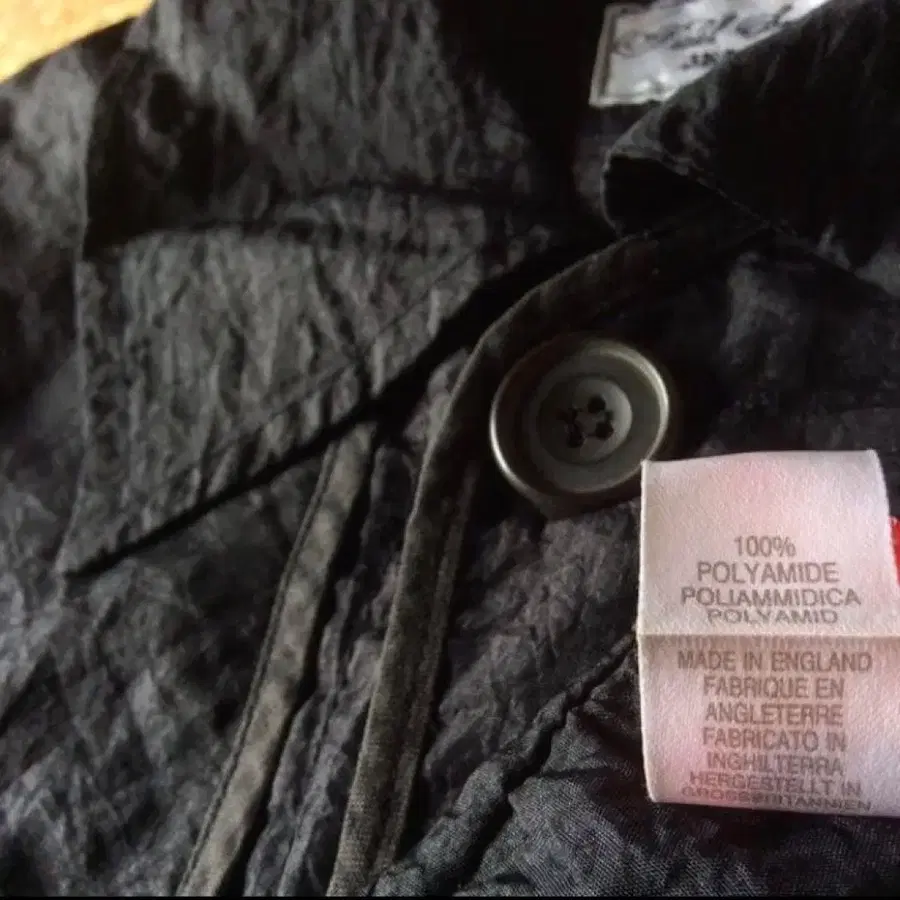 100%
POLYAMIDE
POLIAMMIDICA
POLYAMID
MADE IN ENGLAND
FABRIQUE EN
ANGLETERRE
FABRICATO IN
INGHILTERRA
HERGESTELLT IN
GROSSBRITANNIEN